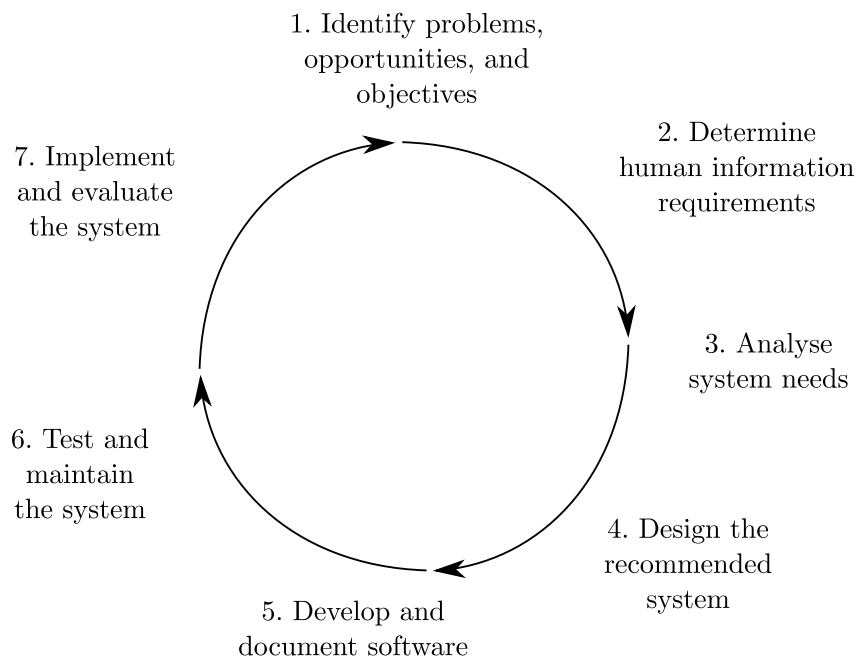 1. Identify problems,
opportunities, and
objectives
2. Determine
human information
requirements
3. Analyse
system needs
4. Design the
recommended
system
5. Develop and
document software
6. Test and
maintain
the system
7. Implement
and evaluate
the system